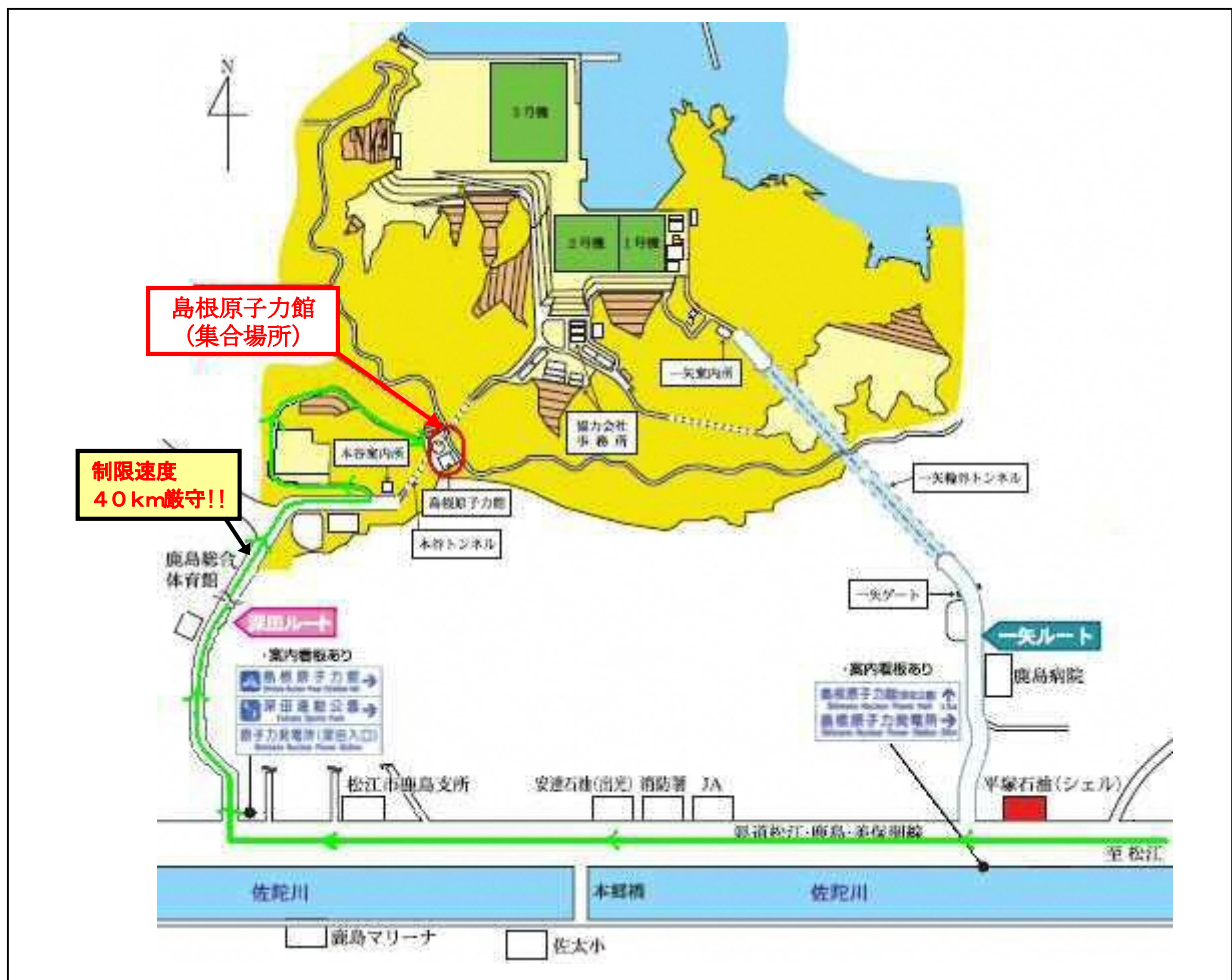 N
3号機
2号機
1号機
島根原子力館
（集合場所）
一矢案内所
協力会社
事務所
本谷案内所
制限速度
40km厳守!!
島根原子力館
一矢輪谷トンネル
本谷トンネル
鹿島総合
体育館
一矢ゲート
深田ルート
一矢ルート
・案内看板あり
島根原子力館→
深田運動公園→
原子力発電所(深田入口)
・案内看板あり
島根原子力館
島根原子力発電所→
鹿島病院
松江市鹿島支所
安達石油(出光)
消防署
JA
平塚石油(シェル)
県道松江・鹿島・美保関線
至 松江
佐陀川
本郷橋
佐陀川
鹿島マリーナ
佐太小